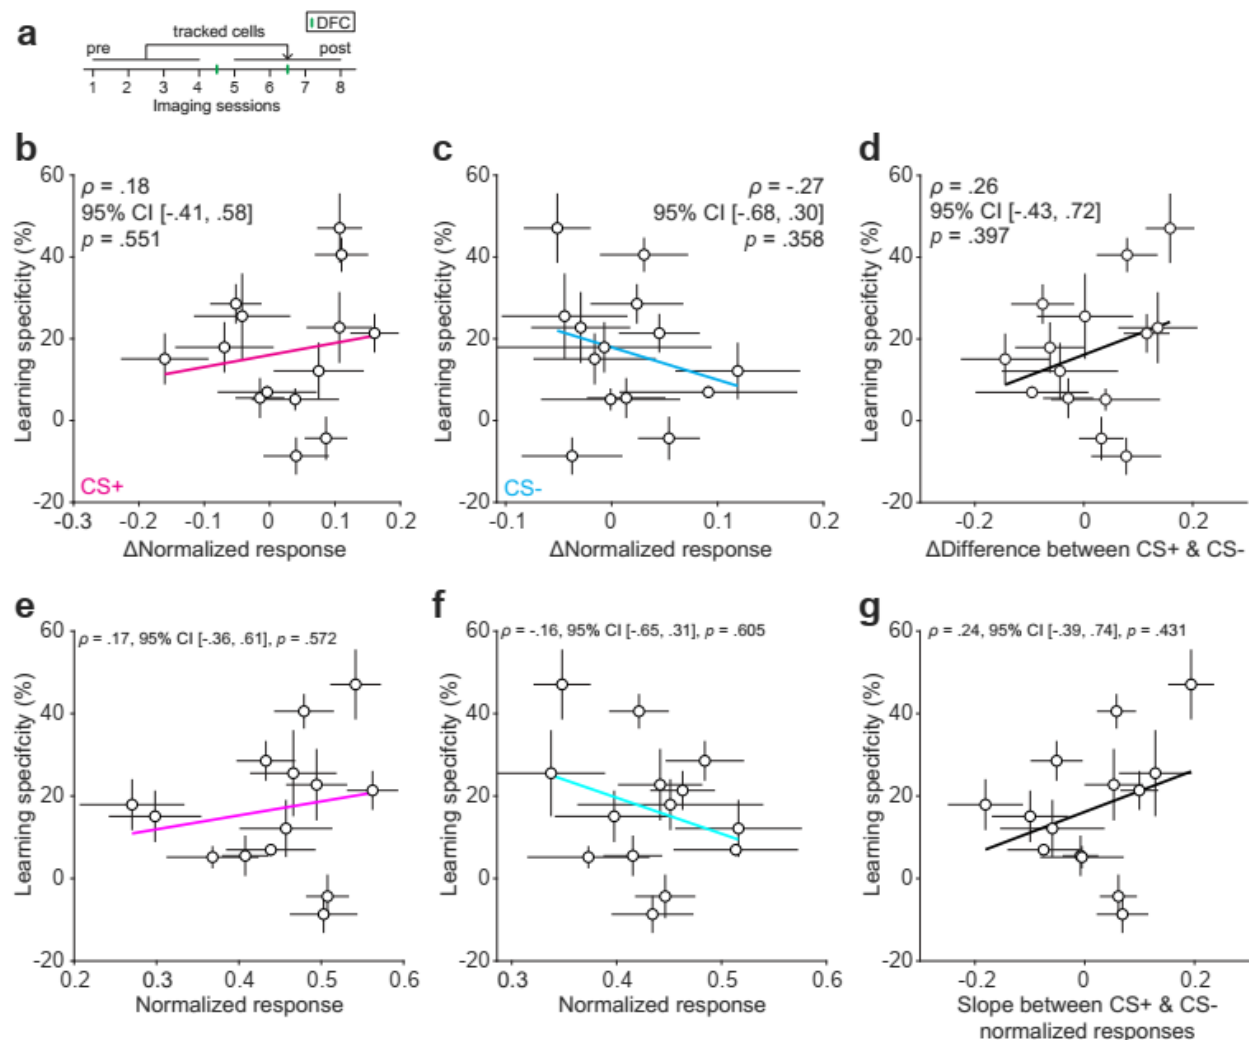 a
DFC
tracked cells
pre
post
1 2 3 4 5 6 7 8
Imaging sessions
b
60
40
20
0
-20
Learning specifcity (%)
ρ = .18
95% CI [-.41, .58]
p = .551
CS+
-0.3 -0.2 -0.1 0 0.1 0.2
ΔNormalized response
c
60
40
20
0
-20
Learning specifcity (%)
ρ = -.27
95% CI [-.68, .30]
p = .358
CS-
-0.1 0 0.1 0.2
ΔNormalized response
d
60
40
20
0
-20
Learning specifcity (%)
ρ = .26
95% CI [-.43, .72]
p = .397
-0.2 0 0.2
ΔDifference between CS+ & CS-
e
60
40
20
0
-20
Learning specifcity (%)
ρ = .17, 95% CI [-.36, .61], p = .572
0.2 0.3 0.4 0.5 0.6
Normalized response
f
60
40
20
0
-20
Learning specifcity (%)
ρ = -.16, 95% CI [-.65, .31], p = .605
0.3 0.4 0.5 0.6
Normalized response
g
60
40
20
0
-20
Learning specifcity (%)
ρ = .24, 95% CI [-.39, .74], p = .431
-0.2 0 0.2
Slope between CS+ & CS-
normalized responses